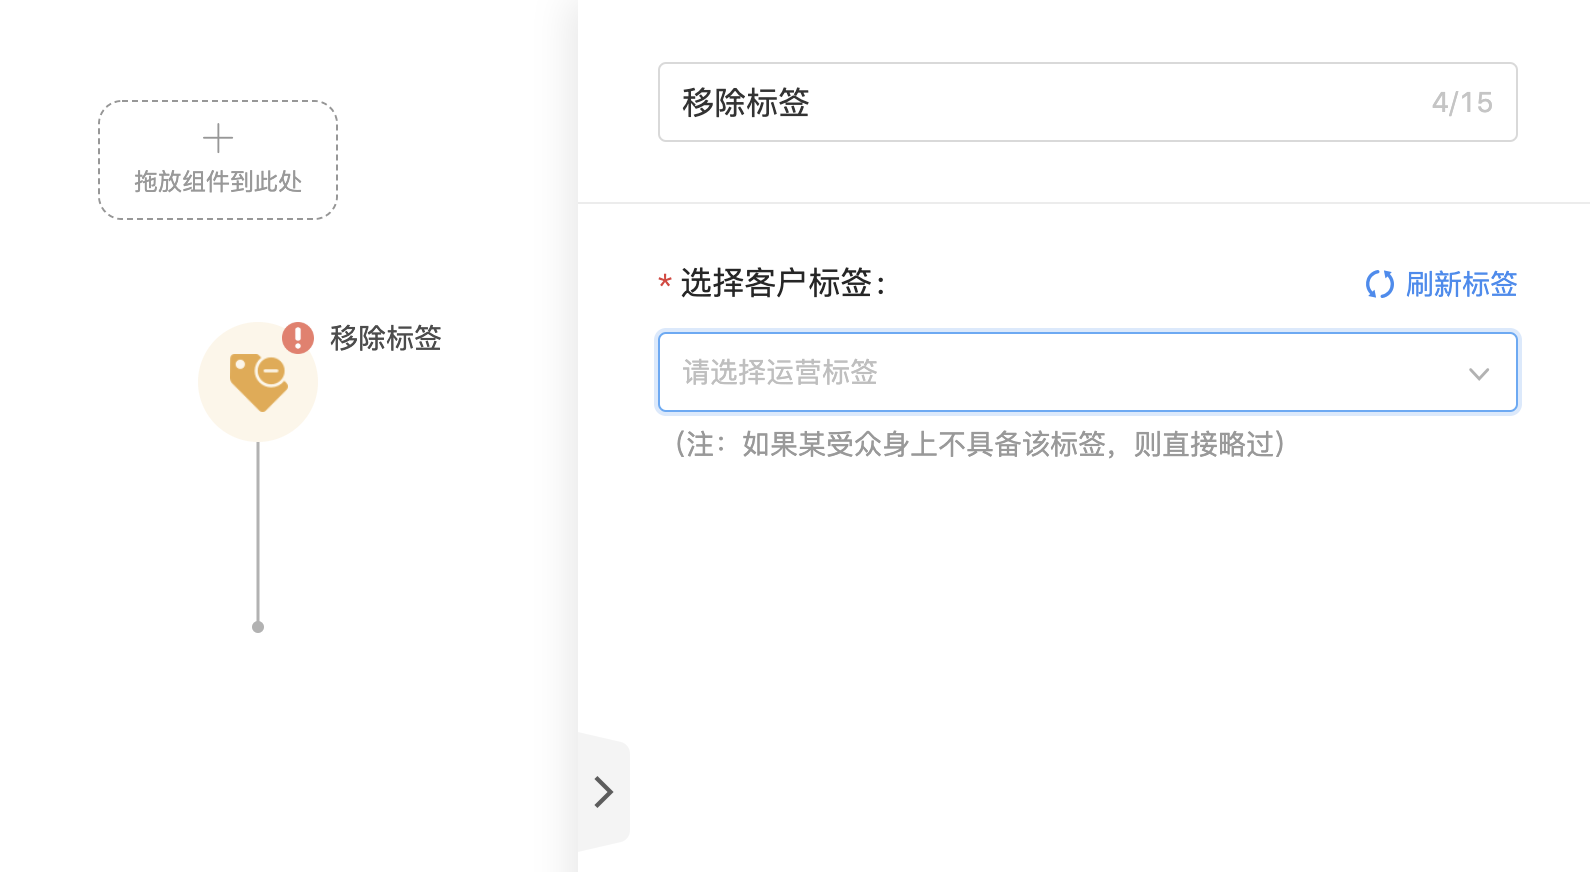 拖放组件到此处
移除标签
移除标签
4/15
* 选择客户标签:
刷新标签
请选择运营标签
（注：如果某受众身上不具备该标签，则直接略过）